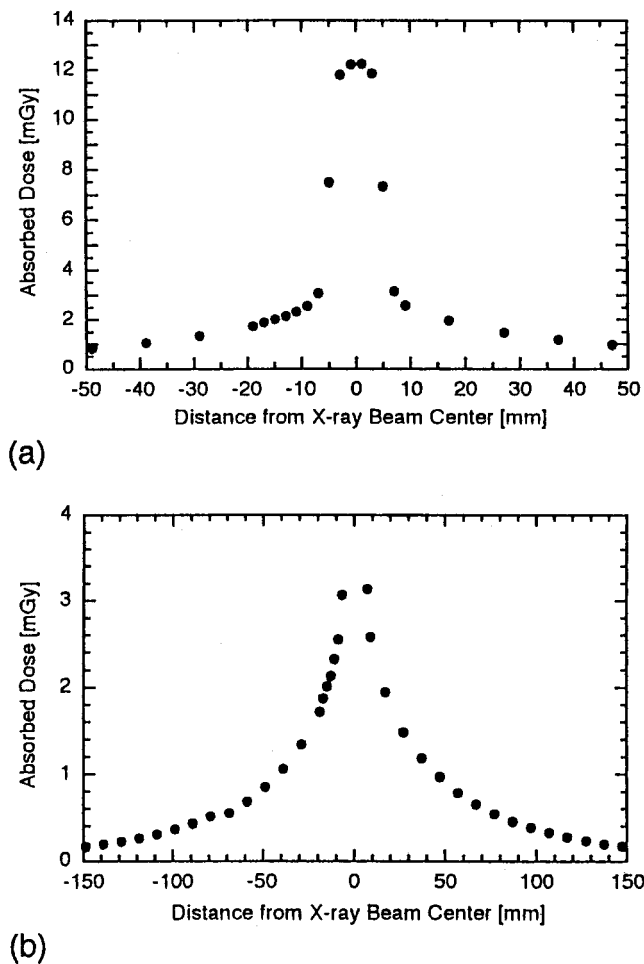 14
12
10
8
6
4
2
0
Absorbed Dose [mGy]
-50 -40 -30 -20 -10 0 10 20 30 40 50
Distance from X-ray Beam Center [mm]
(a)
4
3
2
1
0
Absorbed Dose [mGy]
-150 -100 -50 0 50 100 150
Distance from X-ray Beam Center [mm]
(b)